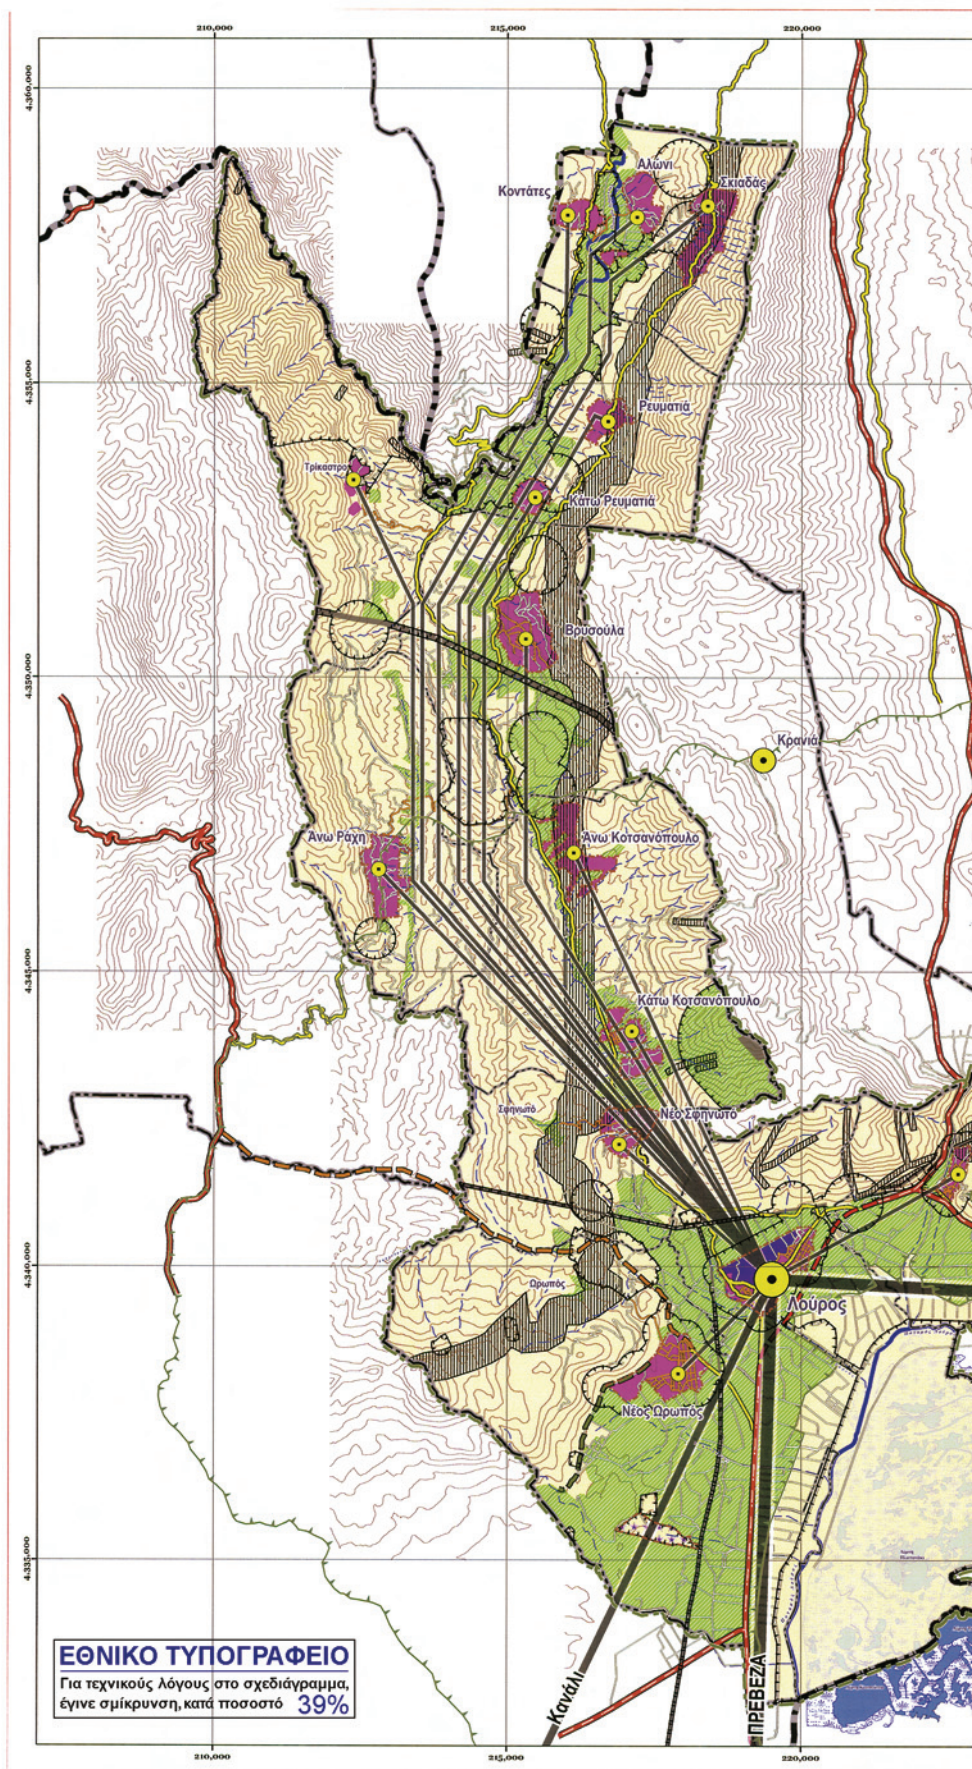 210,000
215,000
220,000
4.360,000
Αλώνι
Κοντάτες
Σκιαδάς
4.355,000
Ρευματιά
Τρίκαστρο
Κάτω Ρευματιά
Βρυσούλα
4.350,000
Κρανιά
Άνω Ράχη
Άνω Κοτσανόπουλο
4.345,000
Κάτω Κοτσανόπουλο
Σφηνωτό
Νέο Σφηνωτό
4.340,000
Ωρωπός
Λούρος
Νέος Ωρωπός
4.335,000
ΕΘΝΙΚΟ ΤΥΠΟΓΡΑΦΕΙΟ
Για τεχνικούς λόγους στο σχεδιάγραμμα,
έγινε σμίκρυνση, κατά ποσοστό 39%
Κανάλι
ΠΡΕΒΕΖΑ
210,000
215,000
220,000